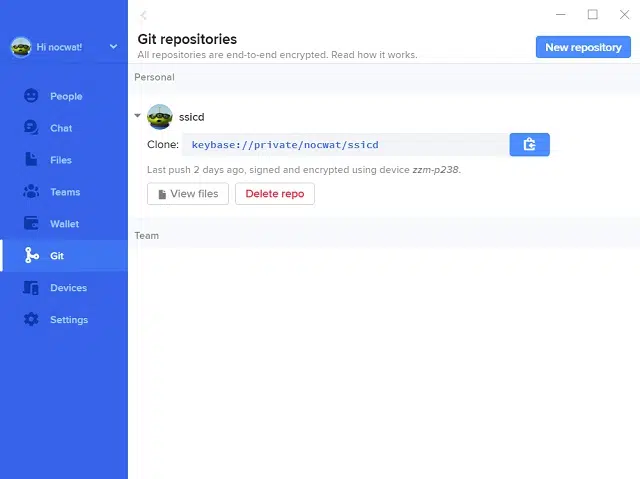 Hi nocwat!
People
Chat
Files
Teams
Wallet
Git
Devices
Settings
Git repositories
All repositories are end-to-end encrypted. Read how it works.
New repository
Personal
ssicd
Clone: keybase://private/nocwat/ssicd
Last push 2 days ago, signed and encrypted using device zzm-p238.
View files Delete repo
Team